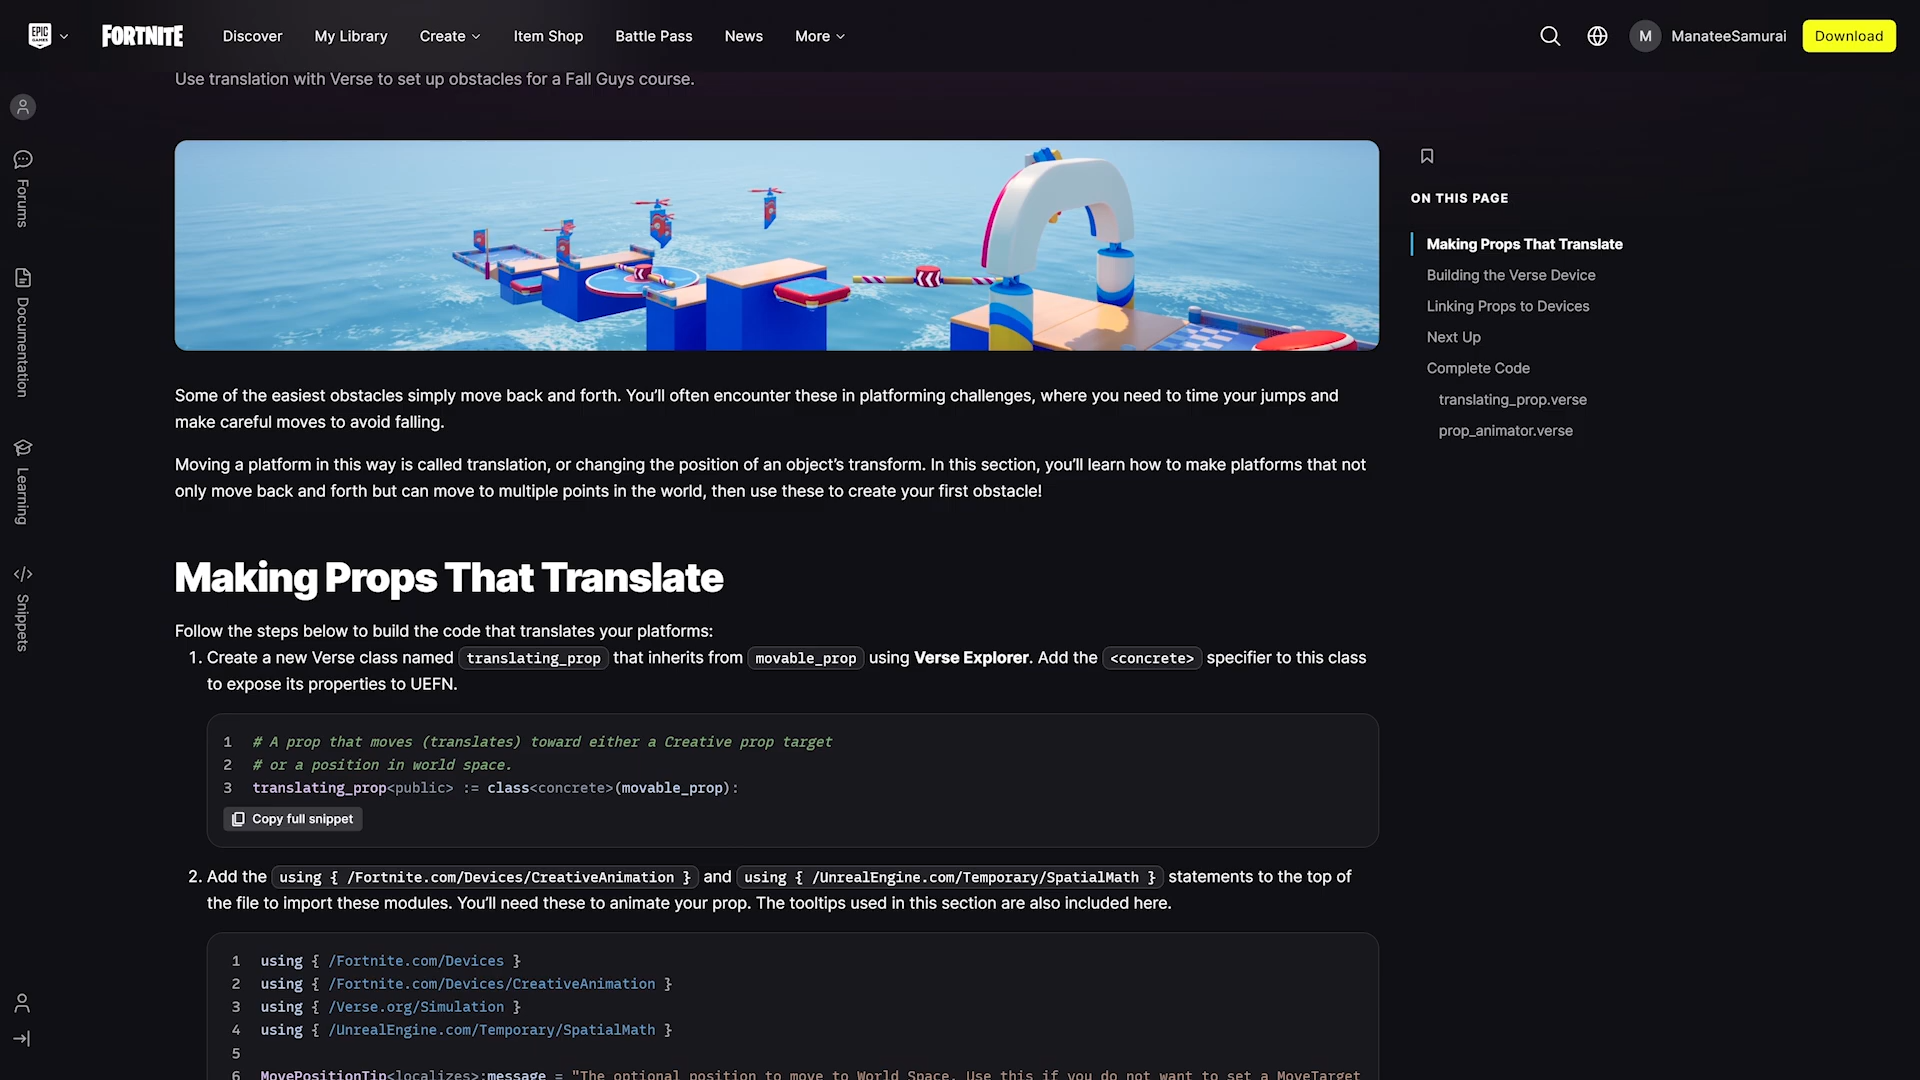 EPIC GAMES
FORTNITE
Discover
My Library
Create
Item Shop
Battle Pass
News
More
M
ManateeSamurai
Download
Use translation with Verse to set up obstacles for a Fall Guys course.
Forums
Documentation
Learning
Snippets
ON THIS PAGE
Making Props That Translate
Building the Verse Device
Linking Props to Devices
Next Up
Complete Code
translating_prop.verse
prop_animator.verse
Some of the easiest obstacles simply move back and forth. You’ll often encounter these in platforming challenges, where you need to time your jumps and
make careful moves to avoid falling.
Moving a platform in this way is called translation, or changing the position of an object’s transform. In this section, you’ll learn how to make platforms that not
only move back and forth but can move to multiple points in the world, then use these to create your first obstacle!
Making Props That Translate
Follow the steps below to build the code that translates your platforms:
1. Create a new Verse class named translating_prop that inherits from movable_prop using Verse Explorer. Add the <concrete> specifier to this class
to expose its properties to UEFN.
1 # A prop that moves (translates) toward either a Creative prop target
2 # or a position in world space.
3 translating_prop<public> := class<concrete>(movable_prop):
Copy full snippet
2. Add the using { /Fortnite.com/Devices/CreativeAnimation } and using { /UnrealEngine.com/Temporary/SpatialMath } statements to the top of
the file to import these modules. You’ll need these to animate your prop. The tooltips used in this section are also included here.
1 using { /Fortnite.com/Devices }
2 using { /Fortnite.com/Devices/CreativeAnimation }
3 using { /Verse.org/Simulation }
4 using { /UnrealEngine.com/Temporary/SpatialMath }
5
6 MovePositionTip<localizes>:message = "The optional position to move to World Space. Use this if you do not want to set a MoveTarget